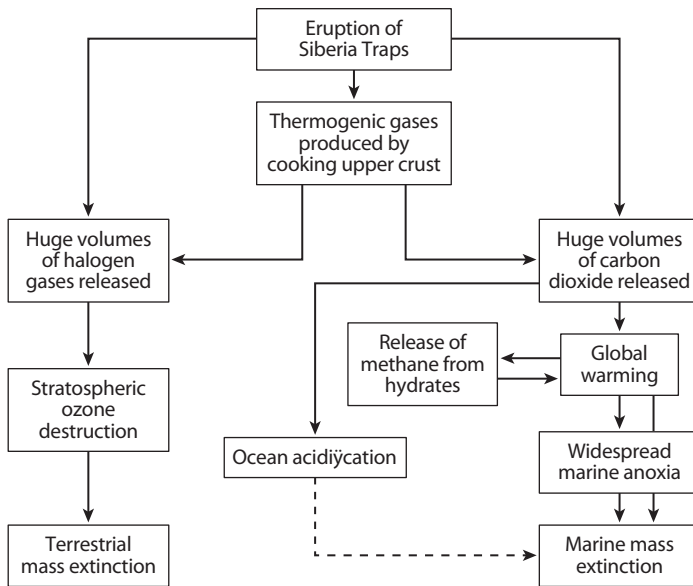 Eruption of
Siberia Traps
Thermogenic gases
produced by
cooking upper crust
Huge volumes
of halogen
gases released
Huge volumes
of carbon
dioxide released
Release of
methane from
hydrates
Global
warming
Stratospheric
ozone
destruction
Ocean acidiÿcation
Widespread
marine anoxia
Terrestrial
mass extinction
Marine mass
extinction